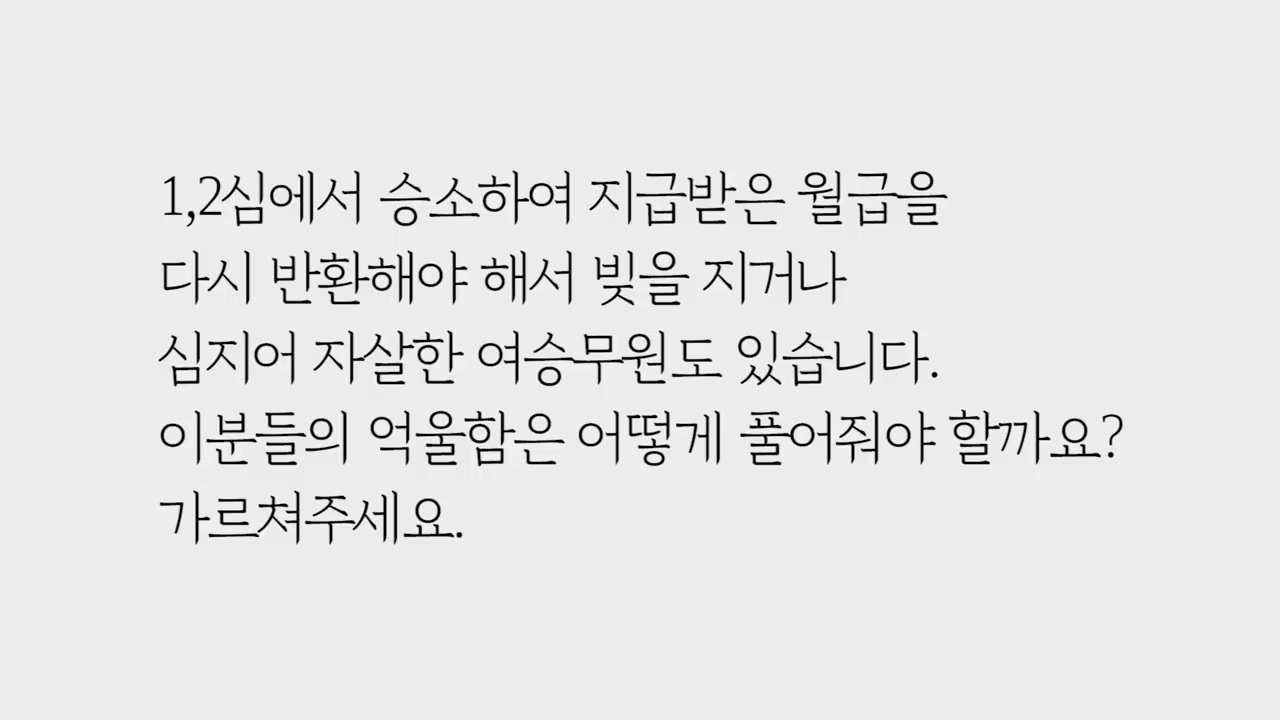 1,2심에서 승소하여 지급받은 월급을
다시 반환해야 해서 빚을 지거나
심지어 자살한 여승무원도 있습니다.
이분들의 억울함은 어떻게 풀어줘야 할까요?
가르쳐주세요.